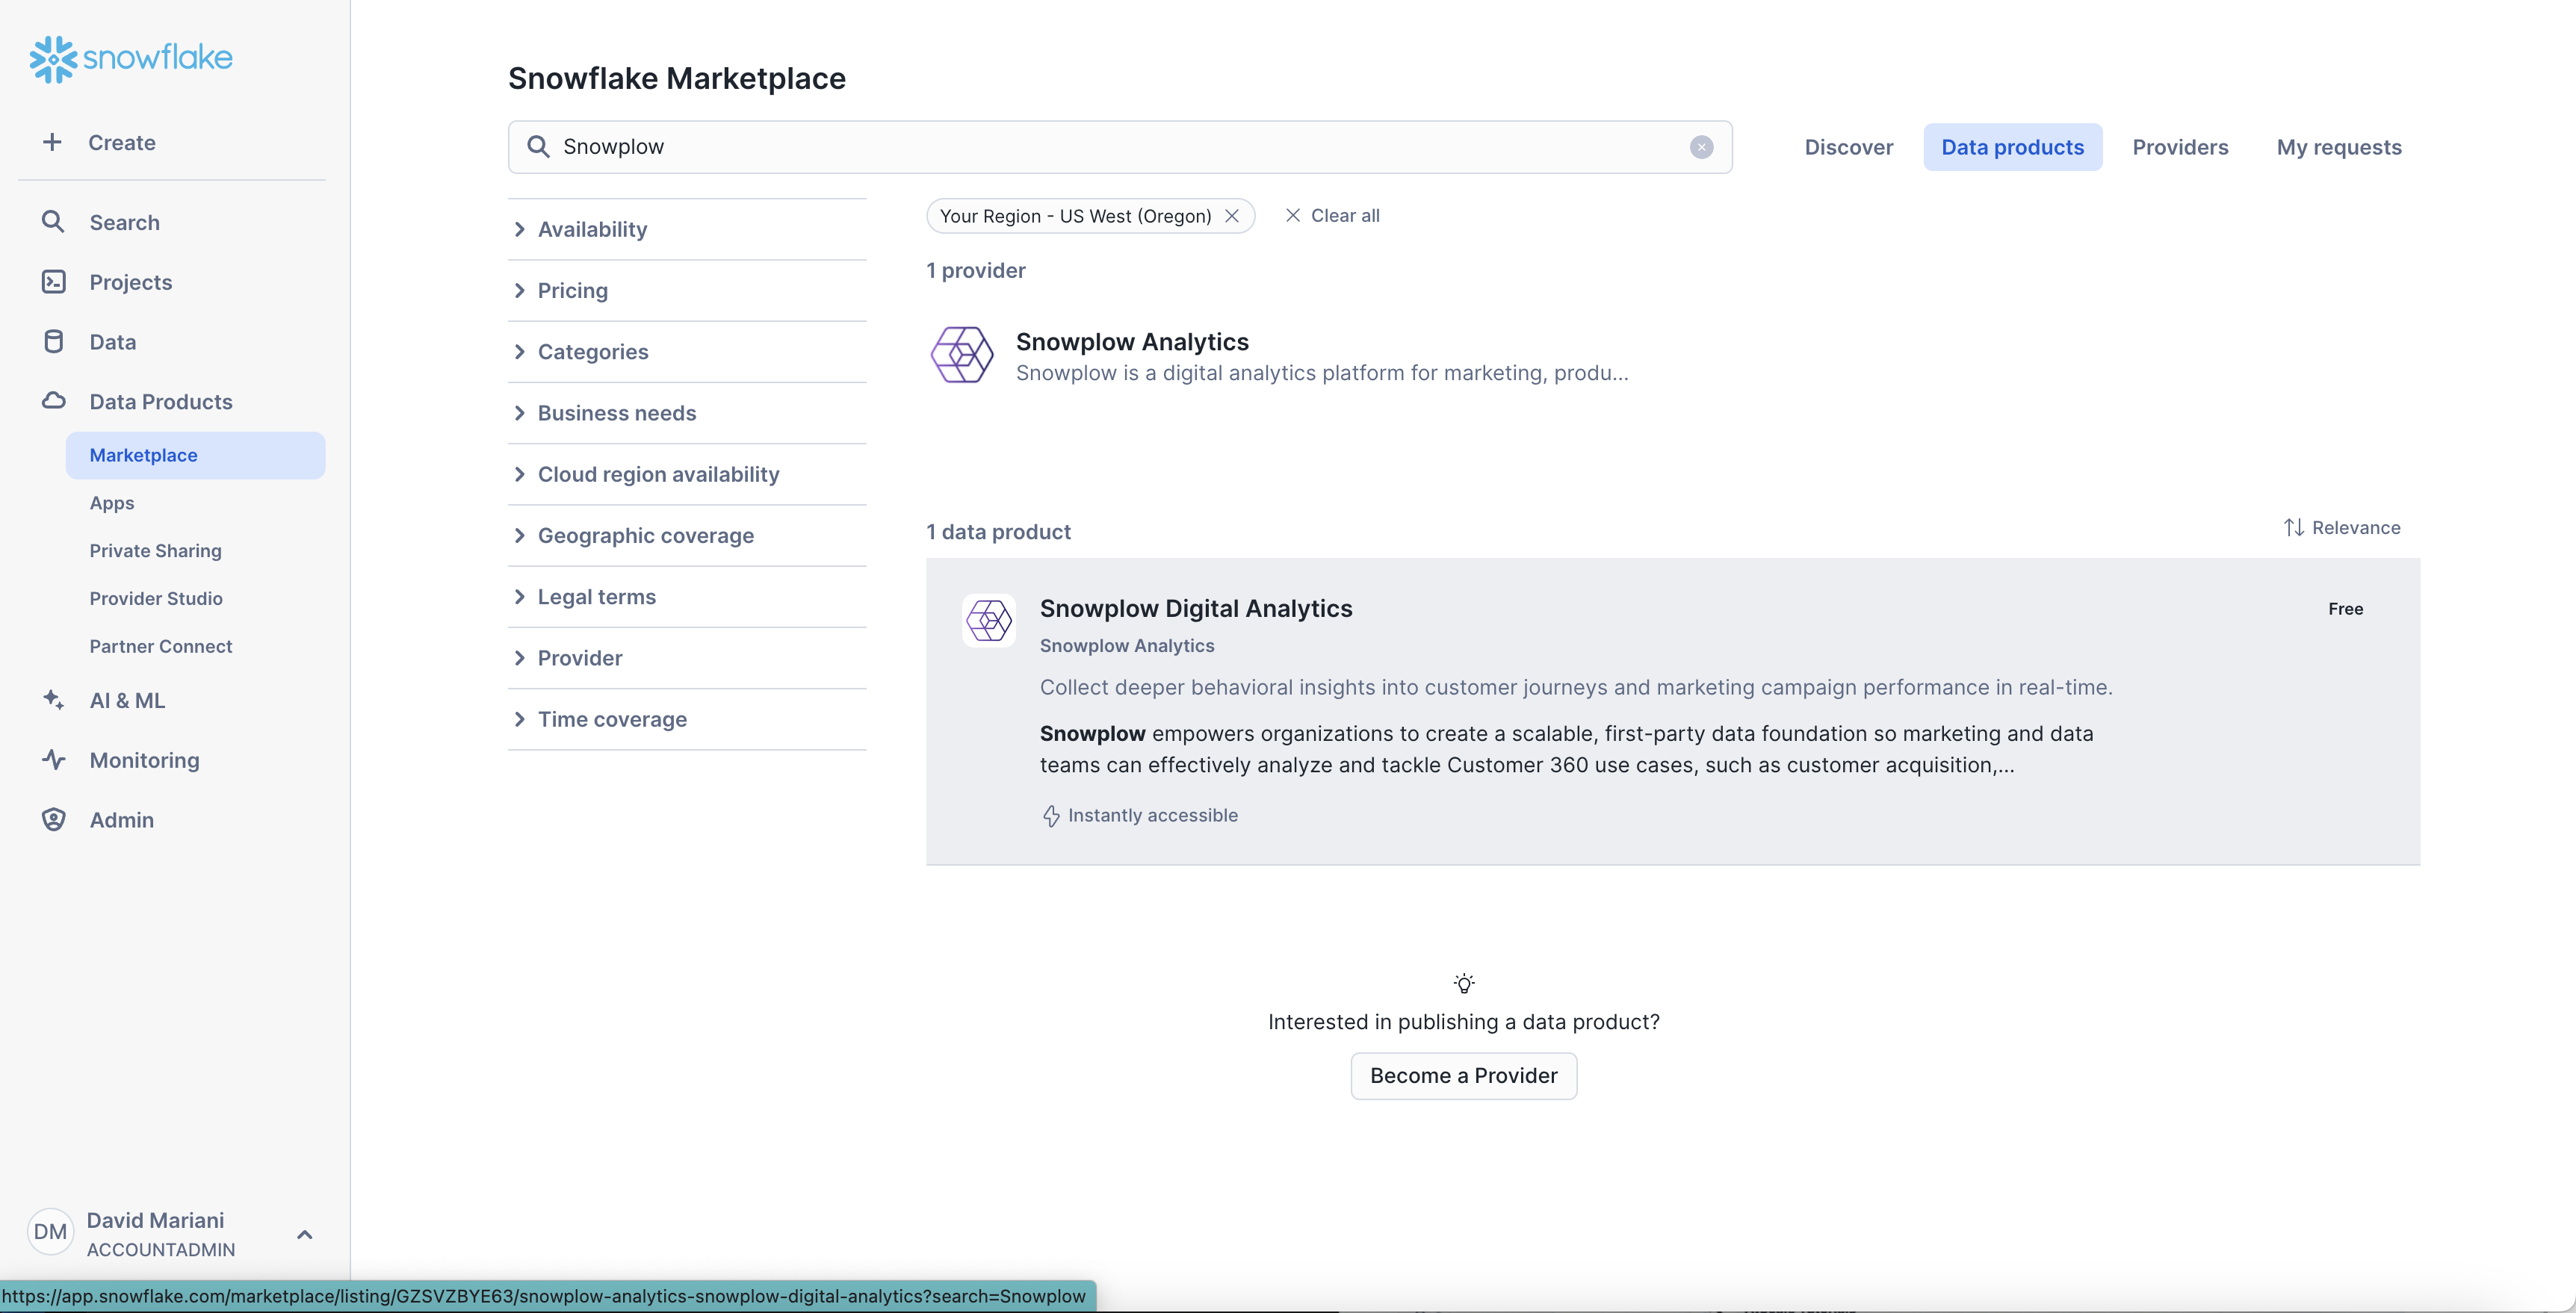 snowflake
Create
Search
Projects
Data
Data Products
Marketplace
Apps
Private Sharing
Provider Studio
Partner Connect
AI & ML
Monitoring
Admin
DM
David Mariani
ACCOUNTADMIN
Snowflake Marketplace
Snowplow
Discover
Data products
Providers
My requests
Availability
Pricing
Categories
Business needs
Cloud region availability
Geographic coverage
Legal terms
Provider
Time coverage
Your Region - US West (Oregon)
Clear all
1 provider
Snowplow Analytics
Snowplow is a digital analytics platform for marketing, produ...
1 data product
Relevance
Snowplow Digital Analytics
Free
Snowplow Analytics
Collect deeper behavioral insights into customer journeys and marketing campaign performance in real-time.
Snowplow empowers organizations to create a scalable, first-party data foundation so marketing and data
teams can effectively analyze and tackle Customer 360 use cases, such as customer acquisition,...
Instantly accessible
Interested in publishing a data product?
Become a Provider
https://app.snowflake.com/marketplace/listing/GZSVZBYE63/snowplow-analytics-snowplow-digital-analytics?search=Snowplow